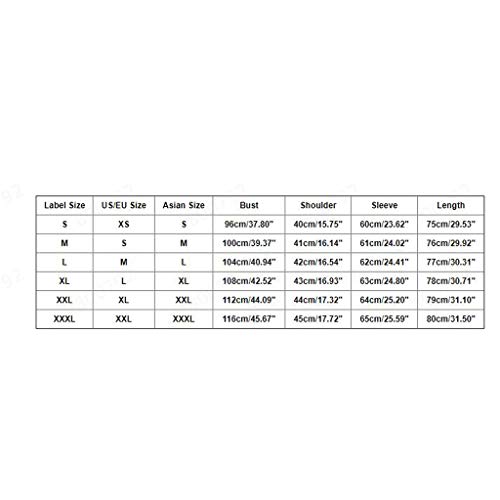 Label Size US/EU Size Asian Size Bust Shoulder Sleeve Length
S XS S 96cm/37.80" 40cm/15.75" 60cm/23.62" 75cm/29.53"
M S M 100cm/39.37" 41cm/16.14" 61cm/24.02" 76cm/29.92"
L M L 104cm/40.94" 42cm/16.54" 62cm/24.41" 77cm/30.31"
XL L XL 108cm/42.52" 43cm/16.93" 63cm/24.80" 78cm/30.71"
XXL XL XXL 112cm/44.09" 44cm/17.32" 64cm/25.20" 79cm/31.10"
XXXL XXL XXXL 116cm/45.67" 45cm/17.72" 65cm/25.59" 80cm/31.50"